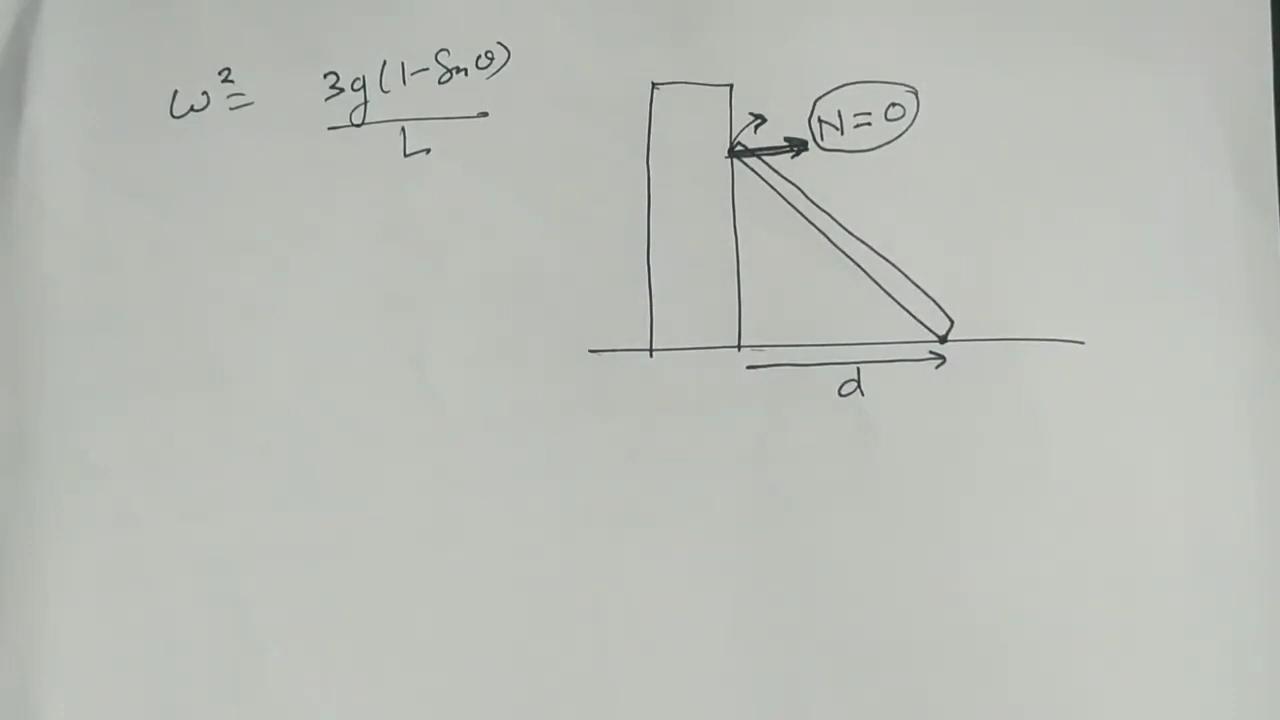 ω² = 3g(1-Sinθ)
L
N=0
d